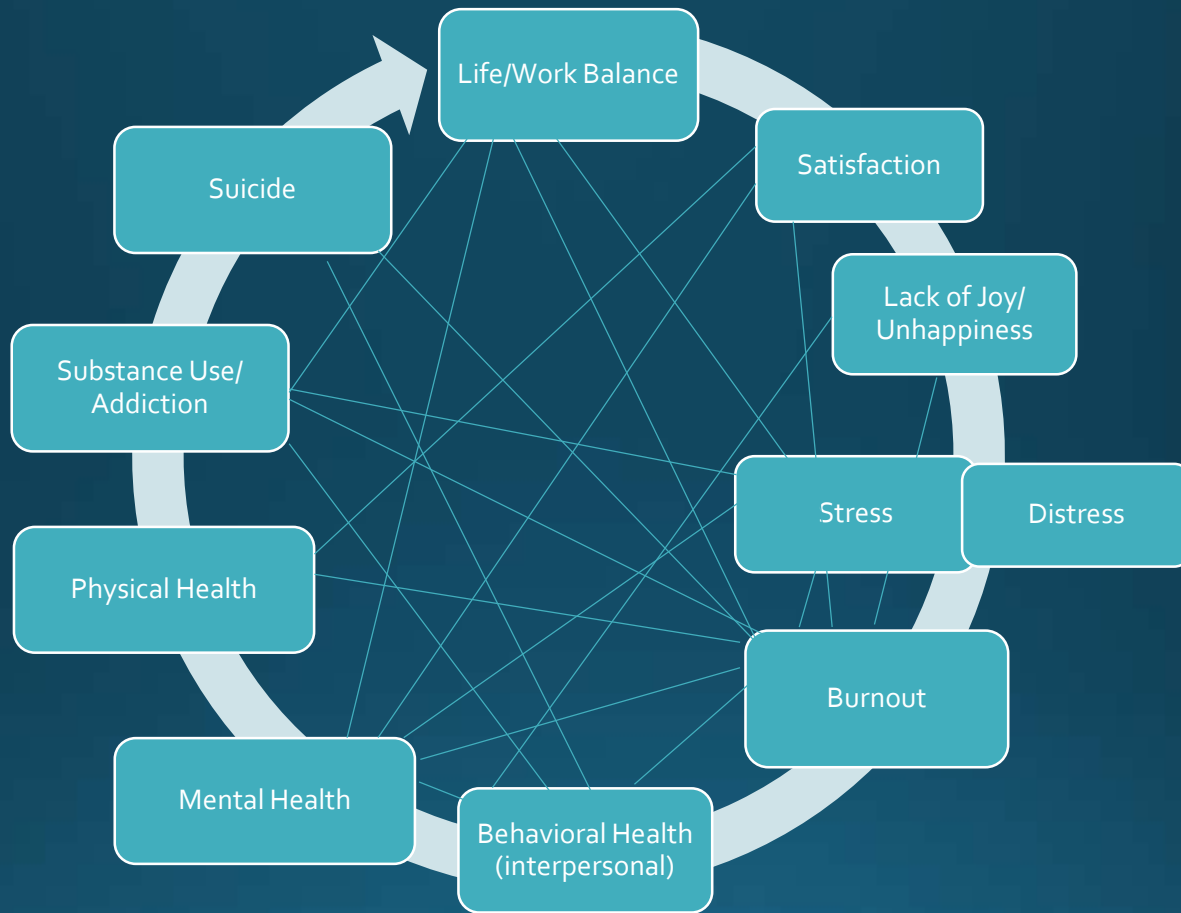 Life/Work Balance
Satisfaction
Lack of Joy/
Unhappiness
Stress
Distress
Burnout
Behavioral Health
(interpersonal)
Mental Health
Physical Health
Substance Use/
Addiction
Suicide